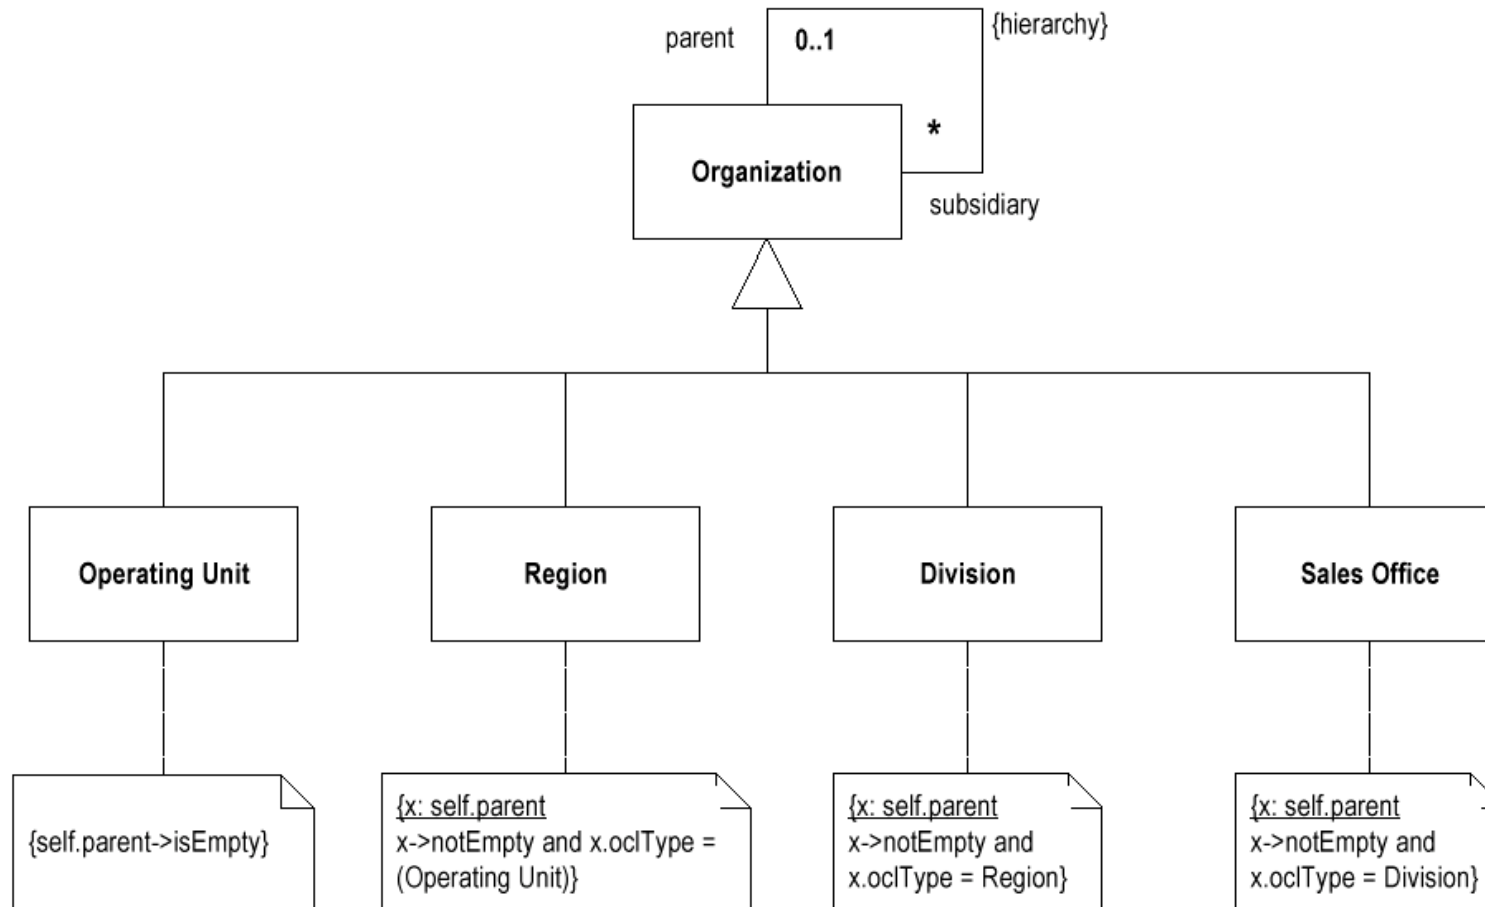 parent
0..1
{hierarchy}
*
Organization
subsidiary
Operating Unit
Region
Division
Sales Office
{self.parent->isEmpty}
{x: self.parent
x->notEmpty and x.oclType =
(Operating Unit)}
{x: self.parent
x->notEmpty and
x.oclType = Region}
{x: self.parent
x->notEmpty and
x.oclType = Division}